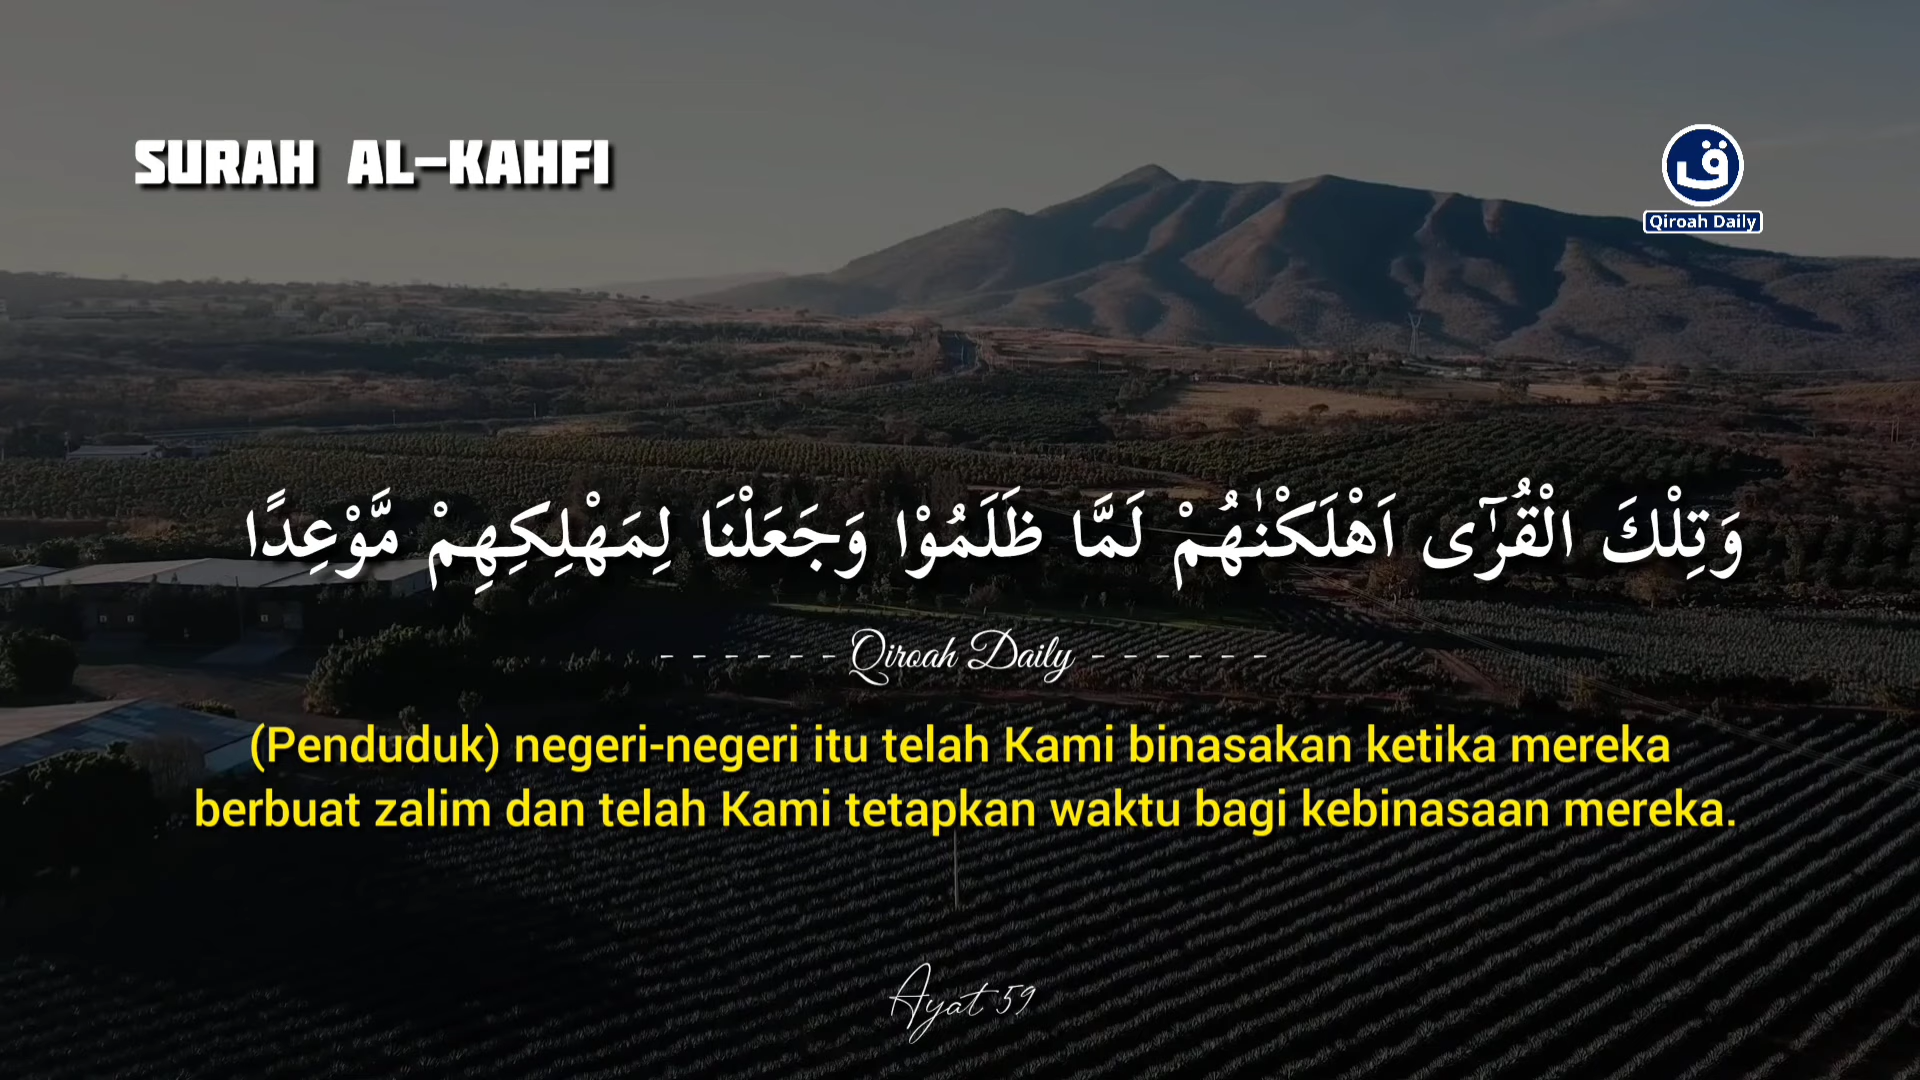 SURAH AL-KAHFI
ق
Qiroah Daily
وَتِلْكَ الْقُرٰٓى اَهْلَكْنٰهُمْ لَمَّا ظَلَمُوْا وَجَعَلْنَا لِمَهْلِكِهِمْ مَّوْعِدًا
- - - - - - Qiroah Daily - - - - - -
(Penduduk) negeri-negeri itu telah Kami binasakan ketika mereka
berbuat zalim dan telah Kami tetapkan waktu bagi kebinasaan mereka.
Ayat 59